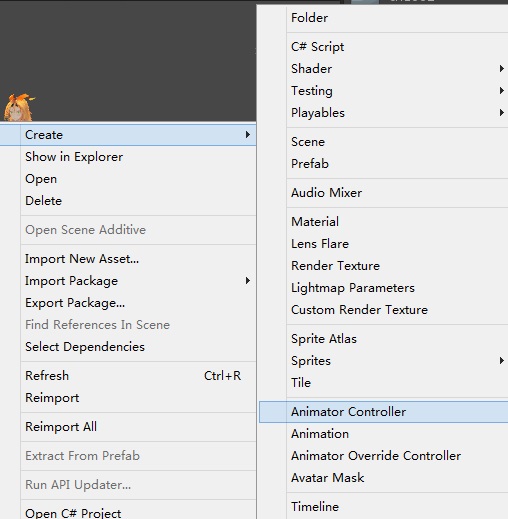 Create
Show in Explorer
Open
Delete
Open Scene Additive
Import New Asset...
Import Package
Export Package...
Find References In Scene
Select Dependencies
Refresh Ctrl+R
Reimport
Reimport All
Extract From Prefab
Run API Updater...
Open C# Project
Folder
C# Script
Shader
Testing
Playables
Scene
Prefab
Audio Mixer
Material
Lens Flare
Render Texture
Lightmap Parameters
Custom Render Texture
Sprite Atlas
Sprites
Tile
Animator Controller
Animation
Animator Override Controller
Avatar Mask
Timeline